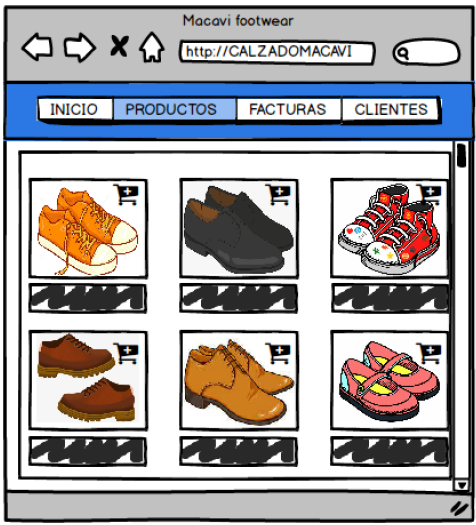 Macavi footwear
http://CALZADOMACAVI
INICIO PRODUCTOS FACTURAS CLIENTES